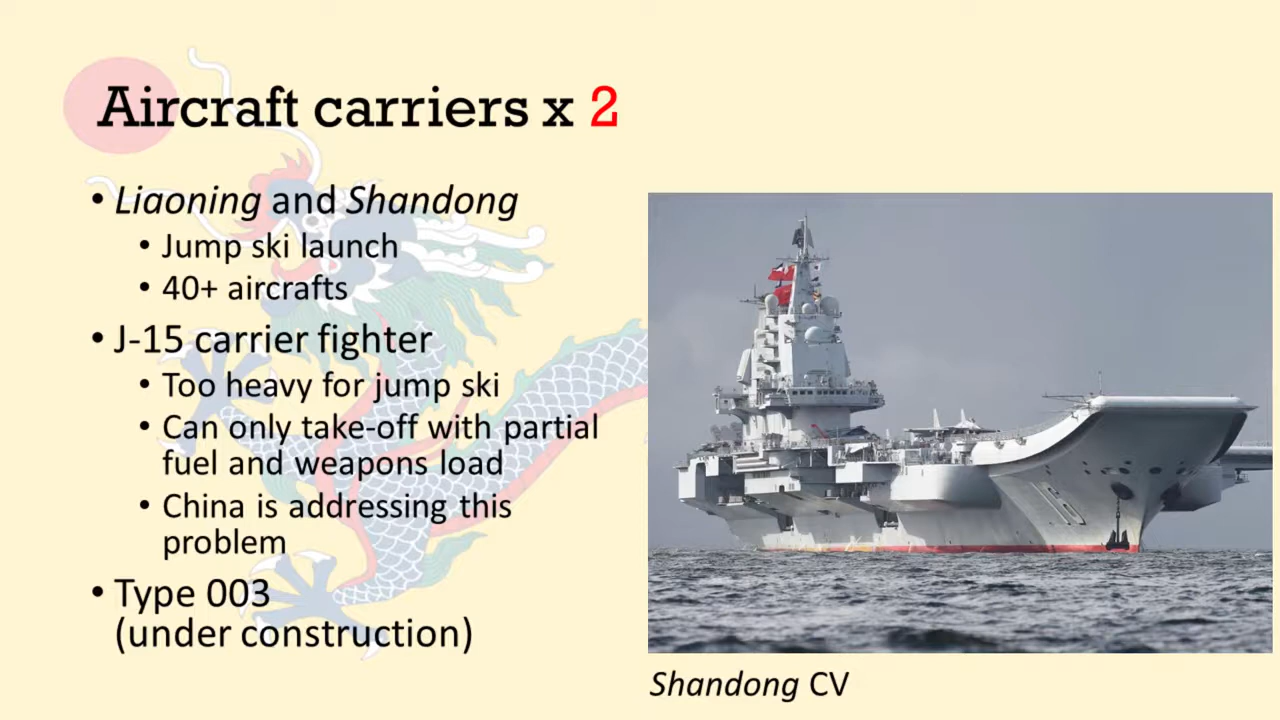 Aircraft carriers x 2
• Liaoning and Shandong
• Jump ski launch
• 40+ aircrafts
• J-15 carrier fighter
• Too heavy for jump ski
• Can only take-off with partial
fuel and weapons load
• China is addressing this
problem
• Type 003
(under construction)
Shandong CV